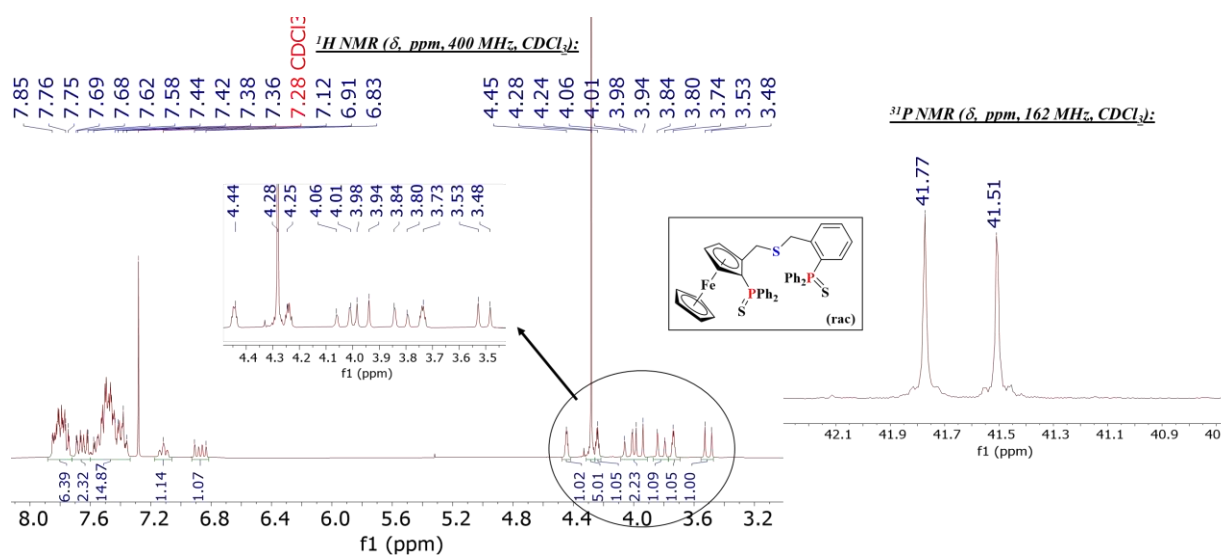 ¹H NMR (δ, ppm, 400 MHz, CDCl₃):
7.85 7.76 7.75 7.69 7.68 7.62 7.58 7.44 7.42 7.38 7.36 7.28 CDCl3 7.12 6.91 6.83
4.45 4.28 4.24 4.06 4.01 3.98 3.94 3.84 3.80 3.74 3.53 3.48
³¹P NMR (δ, ppm, 162 MHz, CDCl₃):
4.44 4.28 4.25 4.06 4.01 3.98 3.94 3.84 3.80 3.73 3.53 3.48
4.4 4.3 4.2 4.1 4.0 3.9 3.8 3.7 3.6 3.5
f1 (ppm)
S
Fe
PPh₂
S
Ph₂P
S
(rac)
41.77 41.51
42.1 41.9 41.7 41.5 41.3 41.1 40.9 40
f1 (ppm)
6.39 2.32 14.87 1.14 1.07 1.02 5.01 1.05 2.23 1.09 1.05 1.00
8.0 7.6 7.2 6.8 6.4 6.0 5.6 5.2 4.8 4.4 4.0 3.6 3.2
f1 (ppm)